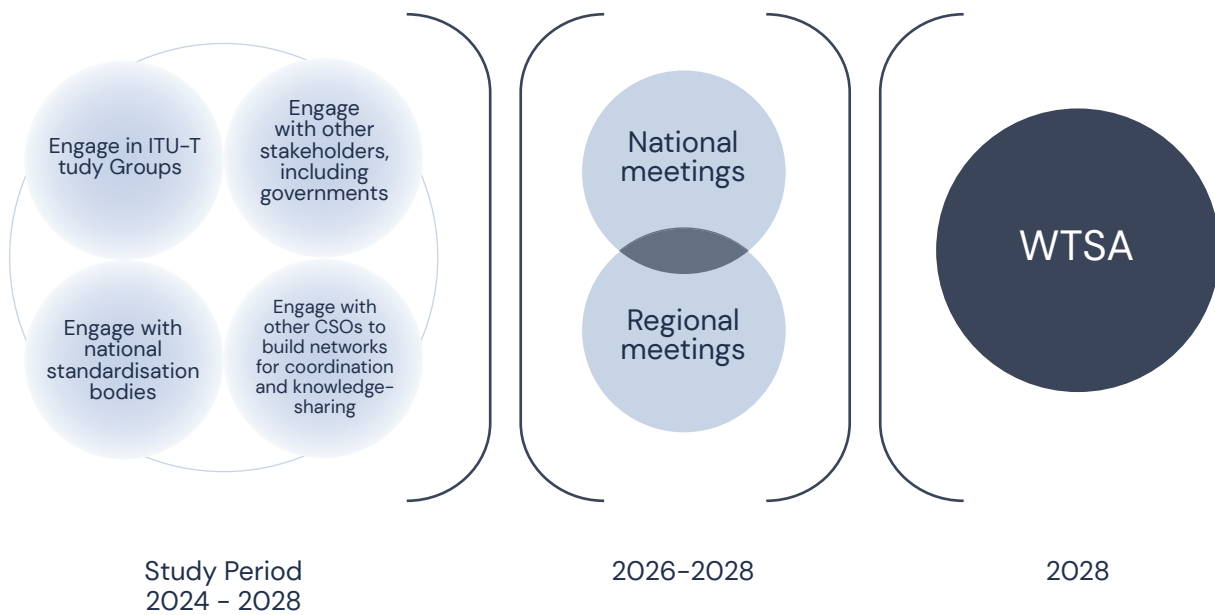 Engage in ITU-T
tudy Groups
Engage
with other
stakeholders,
including
governments
Engage with
national
standardisation
bodies
Engage with
other CSOs to
build networks
for coordination
and knowledge-
sharing
National
meetings
Regional
meetings
WTSA
Study Period
2024 - 2028
2026-2028
2028